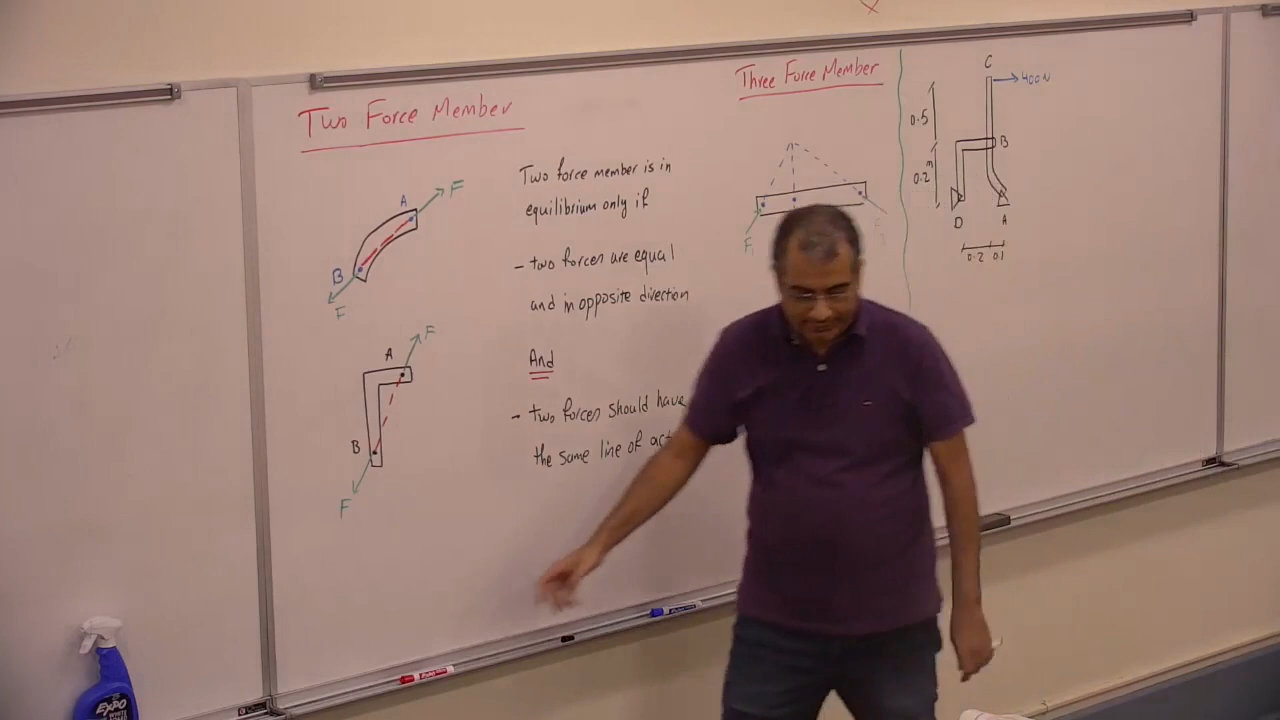 Two Force Member
A
F
B
F
F
A
B
F
Two force member is in
equilibrium only if
- two forces are equal
and in opposite direction
And
- two forces should have
the same line of
Three Force Member
F
C
400 N
0.5
B
0.2 m
D
A
0.2 0.1
EXPO